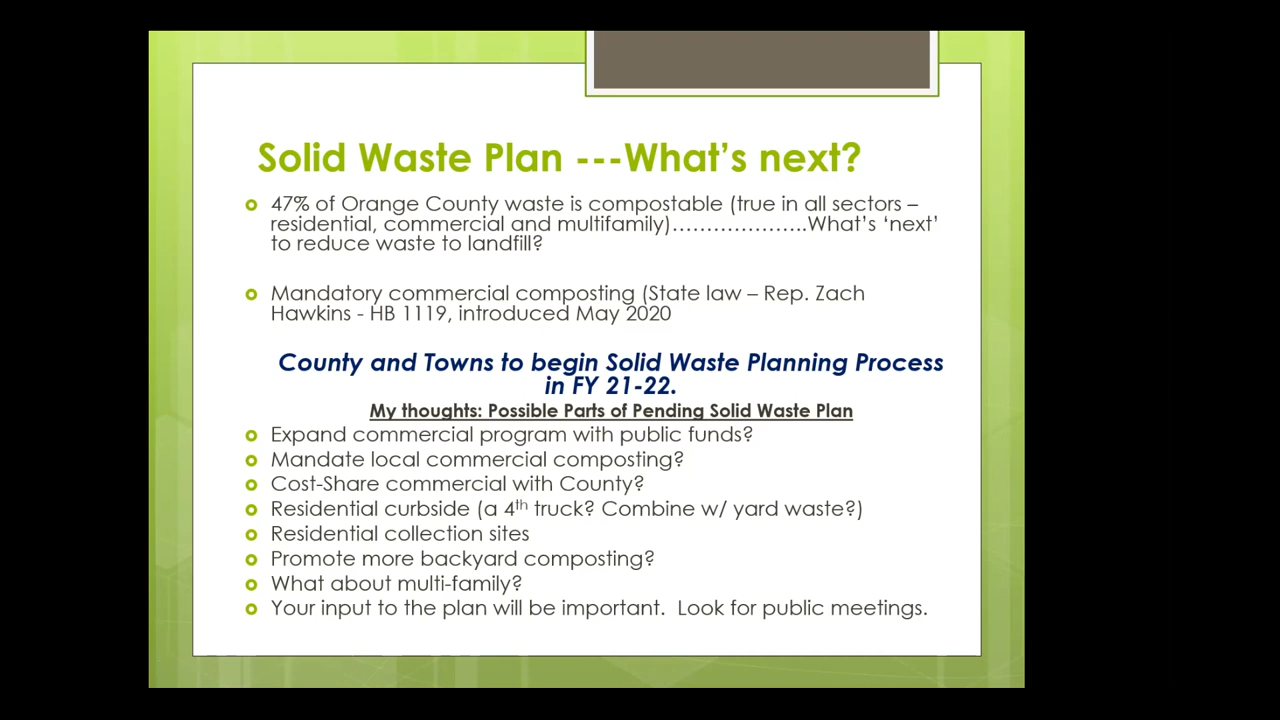 Solid Waste Plan ---What's next?
47% of Orange County waste is compostable (true in all sectors –
residential, commercial and multifamily)………………..What's 'next'
to reduce waste to landfill?
Mandatory commercial composting (State law – Rep. Zach
Hawkins - HB 1119, introduced May 2020
County and Towns to begin Solid Waste Planning Process
in FY 21-22.
My thoughts: Possible Parts of Pending Solid Waste Plan
Expand commercial program with public funds?
Mandate local commercial composting?
Cost-Share commercial with County?
Residential curbside (a 4th truck? Combine w/ yard waste?)
Residential collection sites
Promote more backyard composting?
What about multi-family?
Your input to the plan will be important.  Look for public meetings.